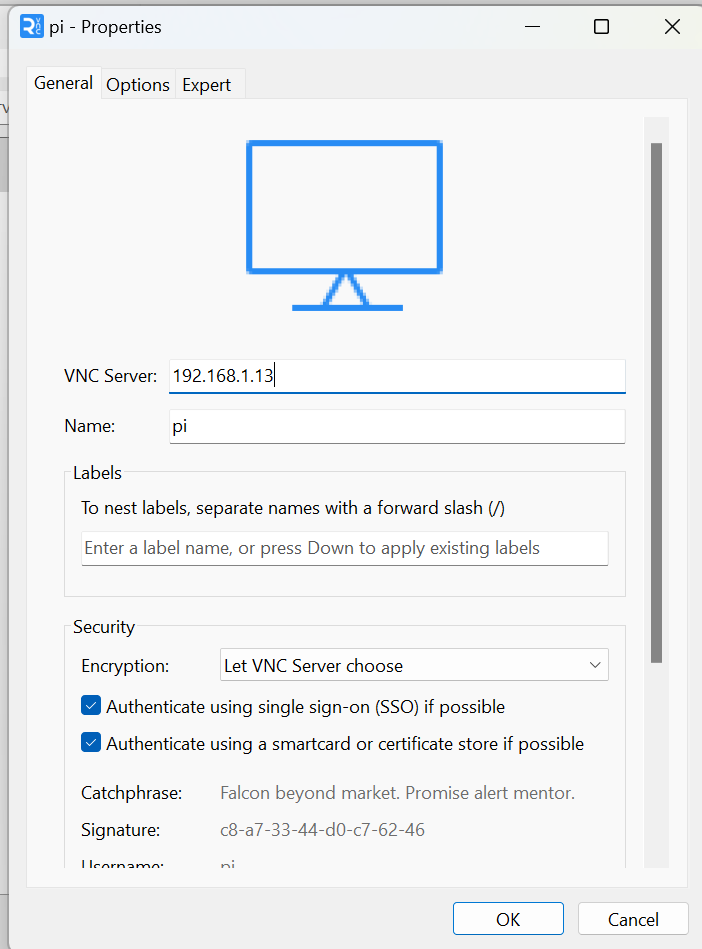 pi - Properties
General Options Expert
VNC Server: 192.168.1.13
Name: pi
Labels
To nest labels, separate names with a forward slash (/)
Enter a label name, or press Down to apply existing labels
Security
Encryption: Let VNC Server choose
Authenticate using single sign-on (SSO) if possible
Authenticate using a smartcard or certificate store if possible
Catchphrase: Falcon beyond market. Promise alert mentor.
Signature: c8-a7-33-44-d0-c7-62-46
Username: pi
OK Cancel